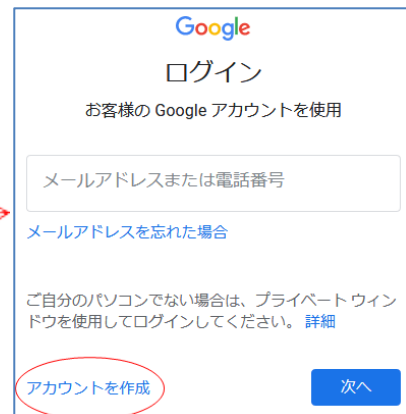 Google
ログイン
お客様の Google アカウントを使用
メールアドレスまたは電話番号
メールアドレスを忘れた場合
ご自分のパソコンでない場合は、プライベート ウィン
ドウを使用してログインしてください。 詳細
アカウントを作成
次へ